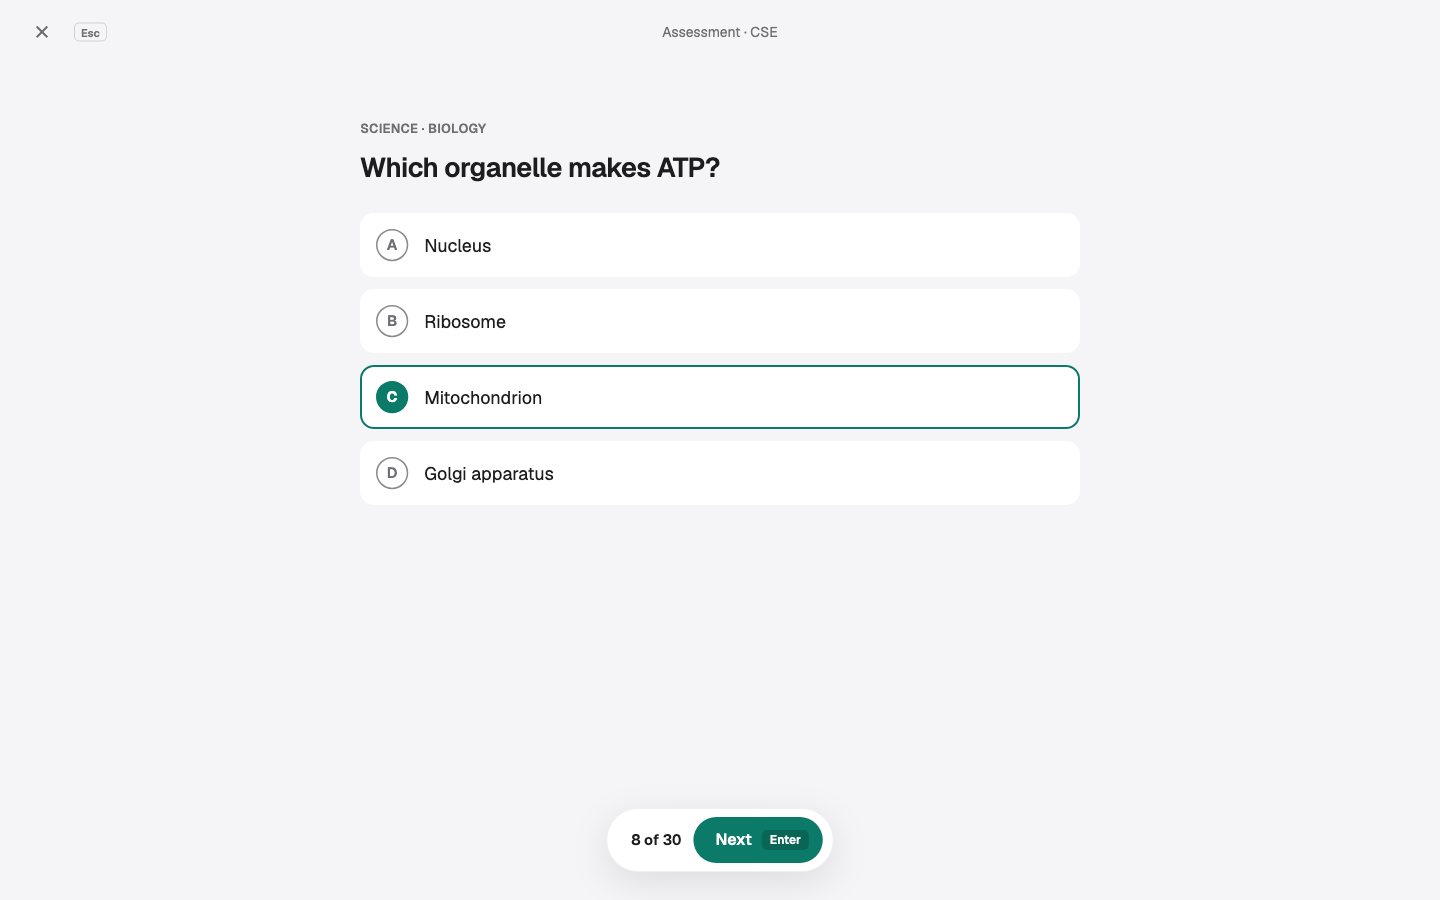 Esc
Assessment · CSE
SCIENCE · BIOLOGY
Which organelle makes ATP?
A Nucleus
B Ribosome
C Mitochondrion
D Golgi apparatus
8 of 30 Next Enter